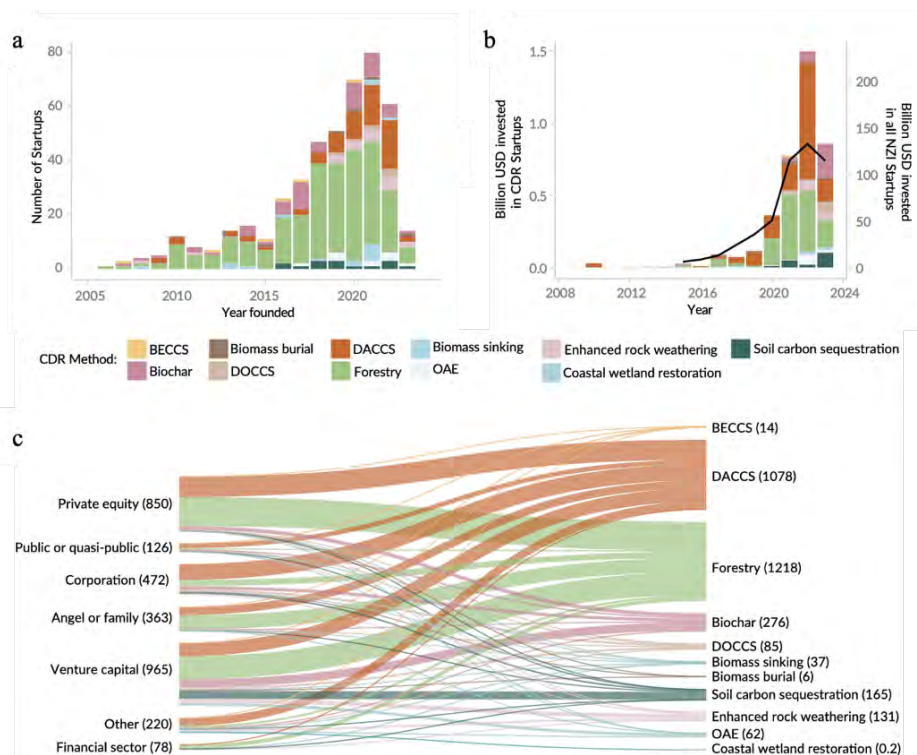 a
80
60
40
20
0
Number of Startups
2005
2010
2015
2020
Year founded
b
1.5
1.0
0.5
0.0
Billion USD invested
in CDR Startups
200
150
100
50
0
Billion USD invested
in all NZI Startups
2008
2012
2016
2020
2024
Year
CDR Method:
BECCS
Biomass burial
DACCS
Biomass sinking
Enhanced rock weathering
Soil carbon sequestration
Biochar
DOCCS
Forestry
OAE
Coastal wetland restoration
c
Private equity (850)
Public or quasi-public (126)
Corporation (472)
Angel or family (363)
Venture capital (965)
Other (220)
Financial sector (78)
BECCS (14)
DACCS (1078)
Forestry (1218)
Biochar (276)
DOCCS (85)
Biomass sinking (37)
Biomass burial (6)
Soil carbon sequestration (165)
Enhanced rock weathering (131)
OAE (62)
Coastal wetland restoration (0.2)